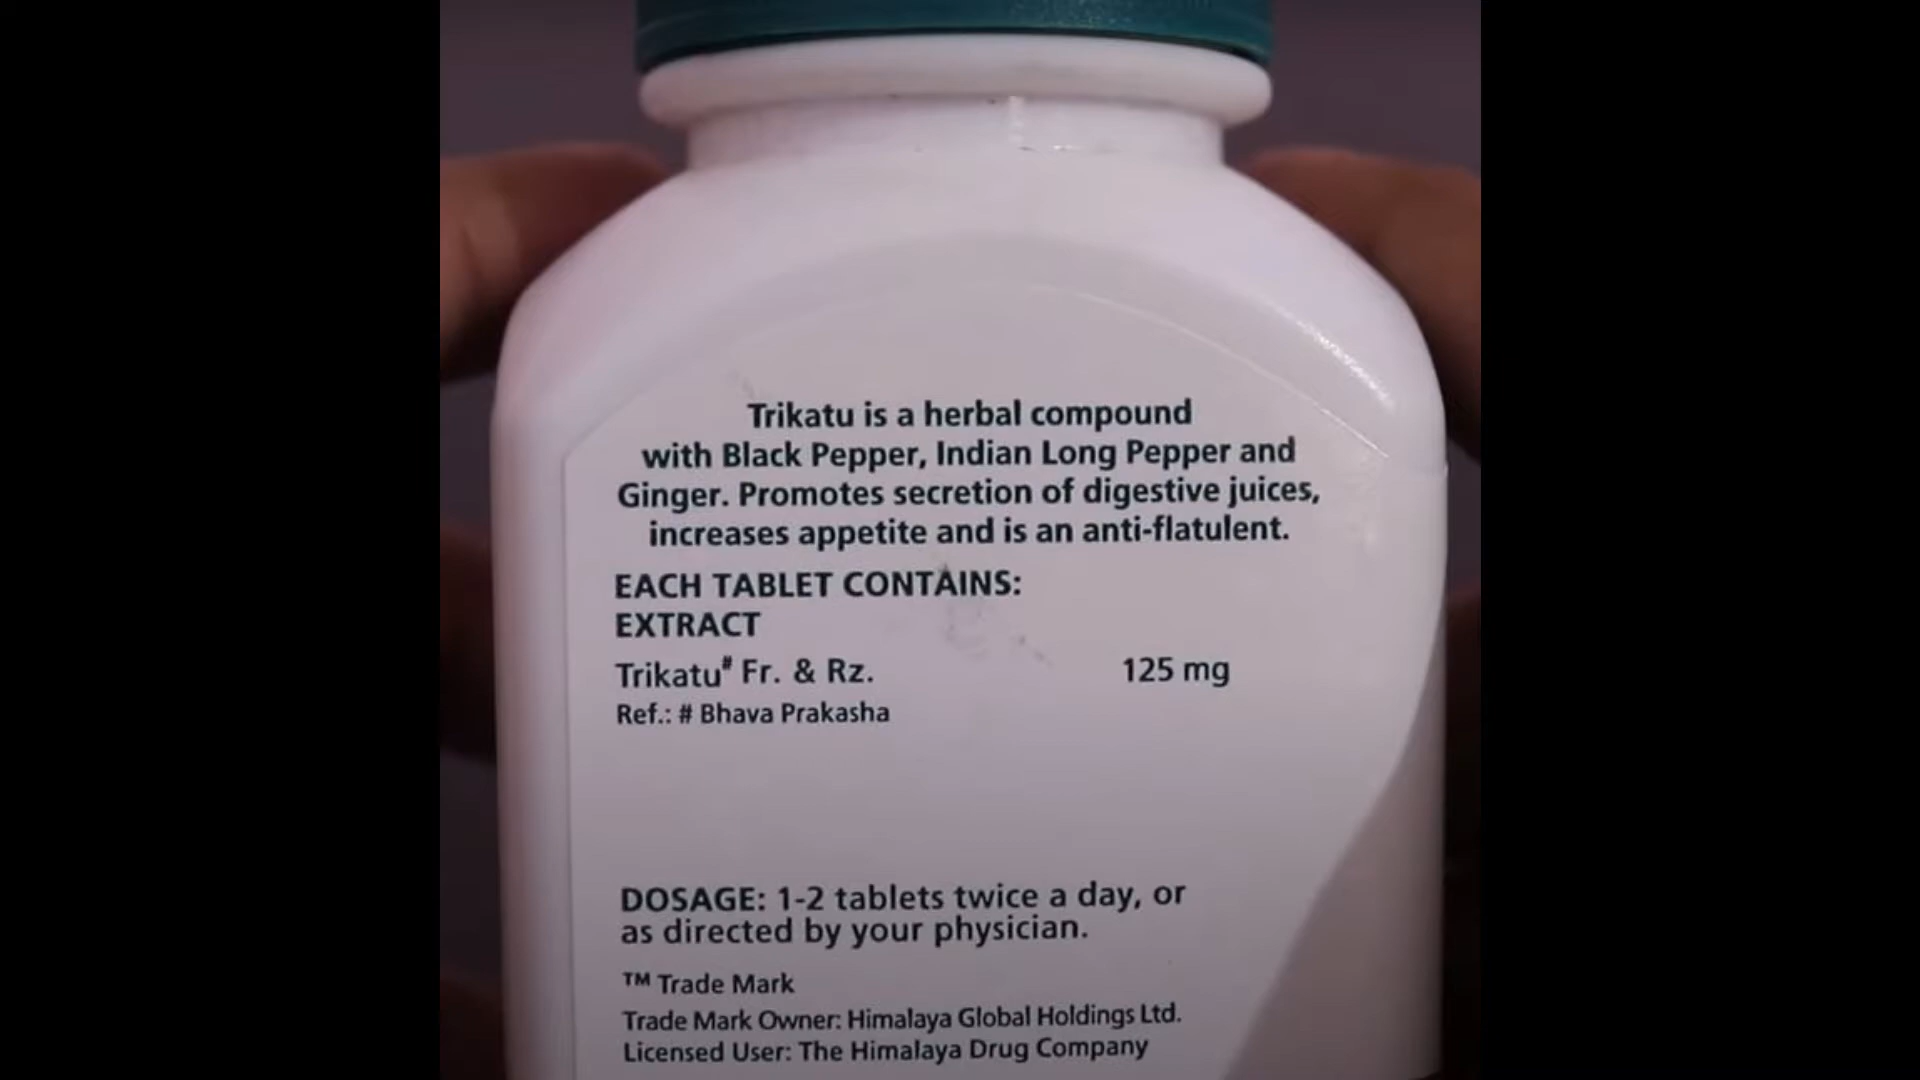 Trikatu is a herbal compound
with Black Pepper, Indian Long Pepper and
Ginger. Promotes secretion of digestive juices,
increases appetite and is an anti-flatulent.
EACH TABLET CONTAINS:
EXTRACT
Trikatu# Fr. & Rz. 125 mg
Ref.: # Bhava Prakasha
DOSAGE: 1-2 tablets twice a day, or
as directed by your physician.
™ Trade Mark
Trade Mark Owner: Himalaya Global Holdings Ltd.
Licensed User: The Himalaya Drug Company